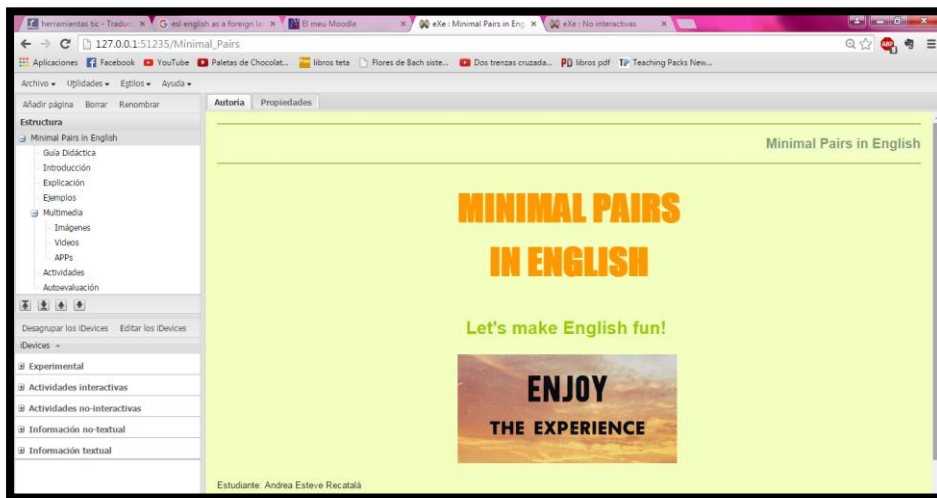 herramientas tic - Traduc
esl english as a foreign la
El meu Moodle
eXe : Minimal Pairs in Eng
eXe : No interactivas
127.0.0.1:51235/Minimal_Pairs
Aplicaciones Facebook YouTube Paletas de Chocolat... libros teta Flores de Bach siste... Dos trenzas cruzada... libros pdf Teaching Packs New...
Archivo Utilidades Estilos Ayuda
Añadir página Borrar Renombrar
Autoría Propiedades
Estructura
Minimal Pairs in English
Guía Didáctica
Introducción
Explicación
Ejemplos
Multimedia
Imágenes
Videos
APPs
Actividades
Autoevaluación
Desagrupar los iDevices Editar los iDevices
iDevices
Experimental
Actividades interactivas
Actividades no-interactivas
Información no-textual
Información textual
Minimal Pairs in English
MINIMAL PAIRS
IN ENGLISH
Let's make English fun!
ENJOY
THE EXPERIENCE
Estudiante: Andrea Esteve Recatalá